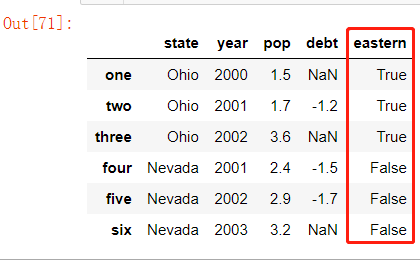 Out[71]:
state year pop debt eastern
one Ohio 2000 1.5 NaN True
two Ohio 2001 1.7 -1.2 True
three Ohio 2002 3.6 NaN True
four Nevada 2001 2.4 -1.5 False
five Nevada 2002 2.9 -1.7 False
six Nevada 2003 3.2 NaN False